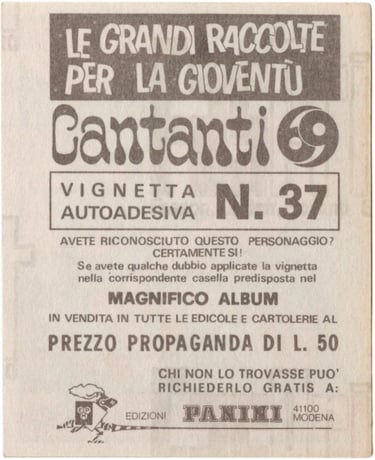 LE GRANDI RACCOLTE
PER LA GIOVENTÙ
Cantanti 69
VIGNETTA
AUTOADESIVA N. 37
AVETE RICONOSCIUTO QUESTO PERSONAGGIO?
CERTAMENTE SI!
Se avete qualche dubbio applicate la vignetta
nella corrispondente casella predisposta nel
MAGNIFICO ALBUM
IN VENDITA IN TUTTE LE EDICOLE E CARTOLERIE AL
PREZZO PROPAGANDA DI L. 50
CHI NON LO TROVASSE PUO'
RICHIEDERLO GRATIS A:
EDIZIONI PANINI 41100
MODENA